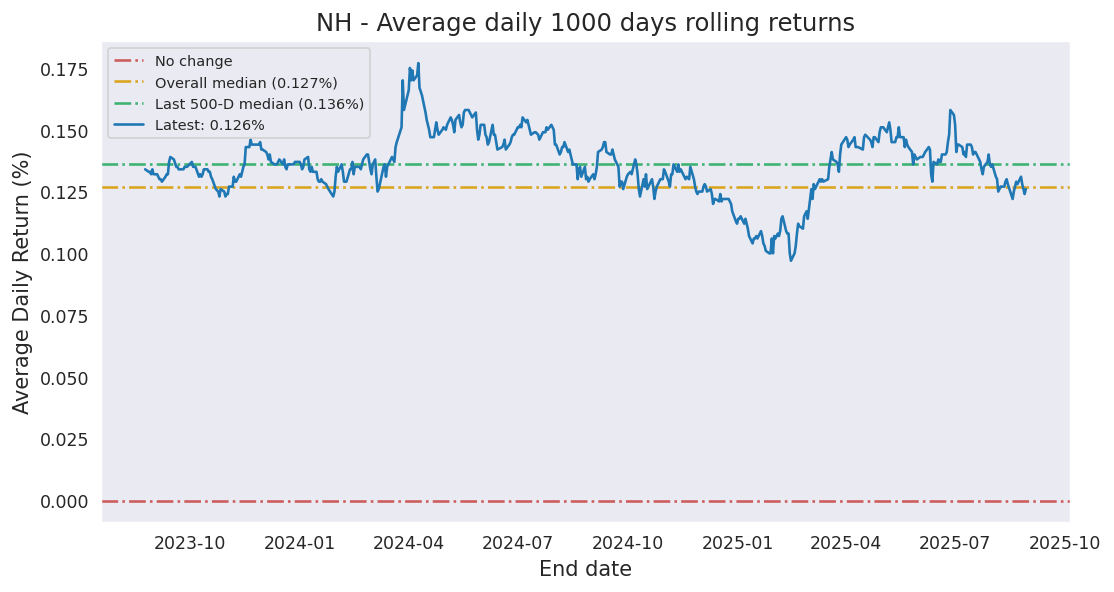 NH - Average daily 1000 days rolling returns
No change
Overall median (0.127%)
Last 500-D median (0.136%)
Latest: 0.126%
Average Daily Return (%)
0.175
0.150
0.125
0.100
0.075
0.050
0.025
0.000
2023-10 2024-01 2024-04 2024-07 2024-10 2025-01 2025-04 2025-07 2025-10
End date